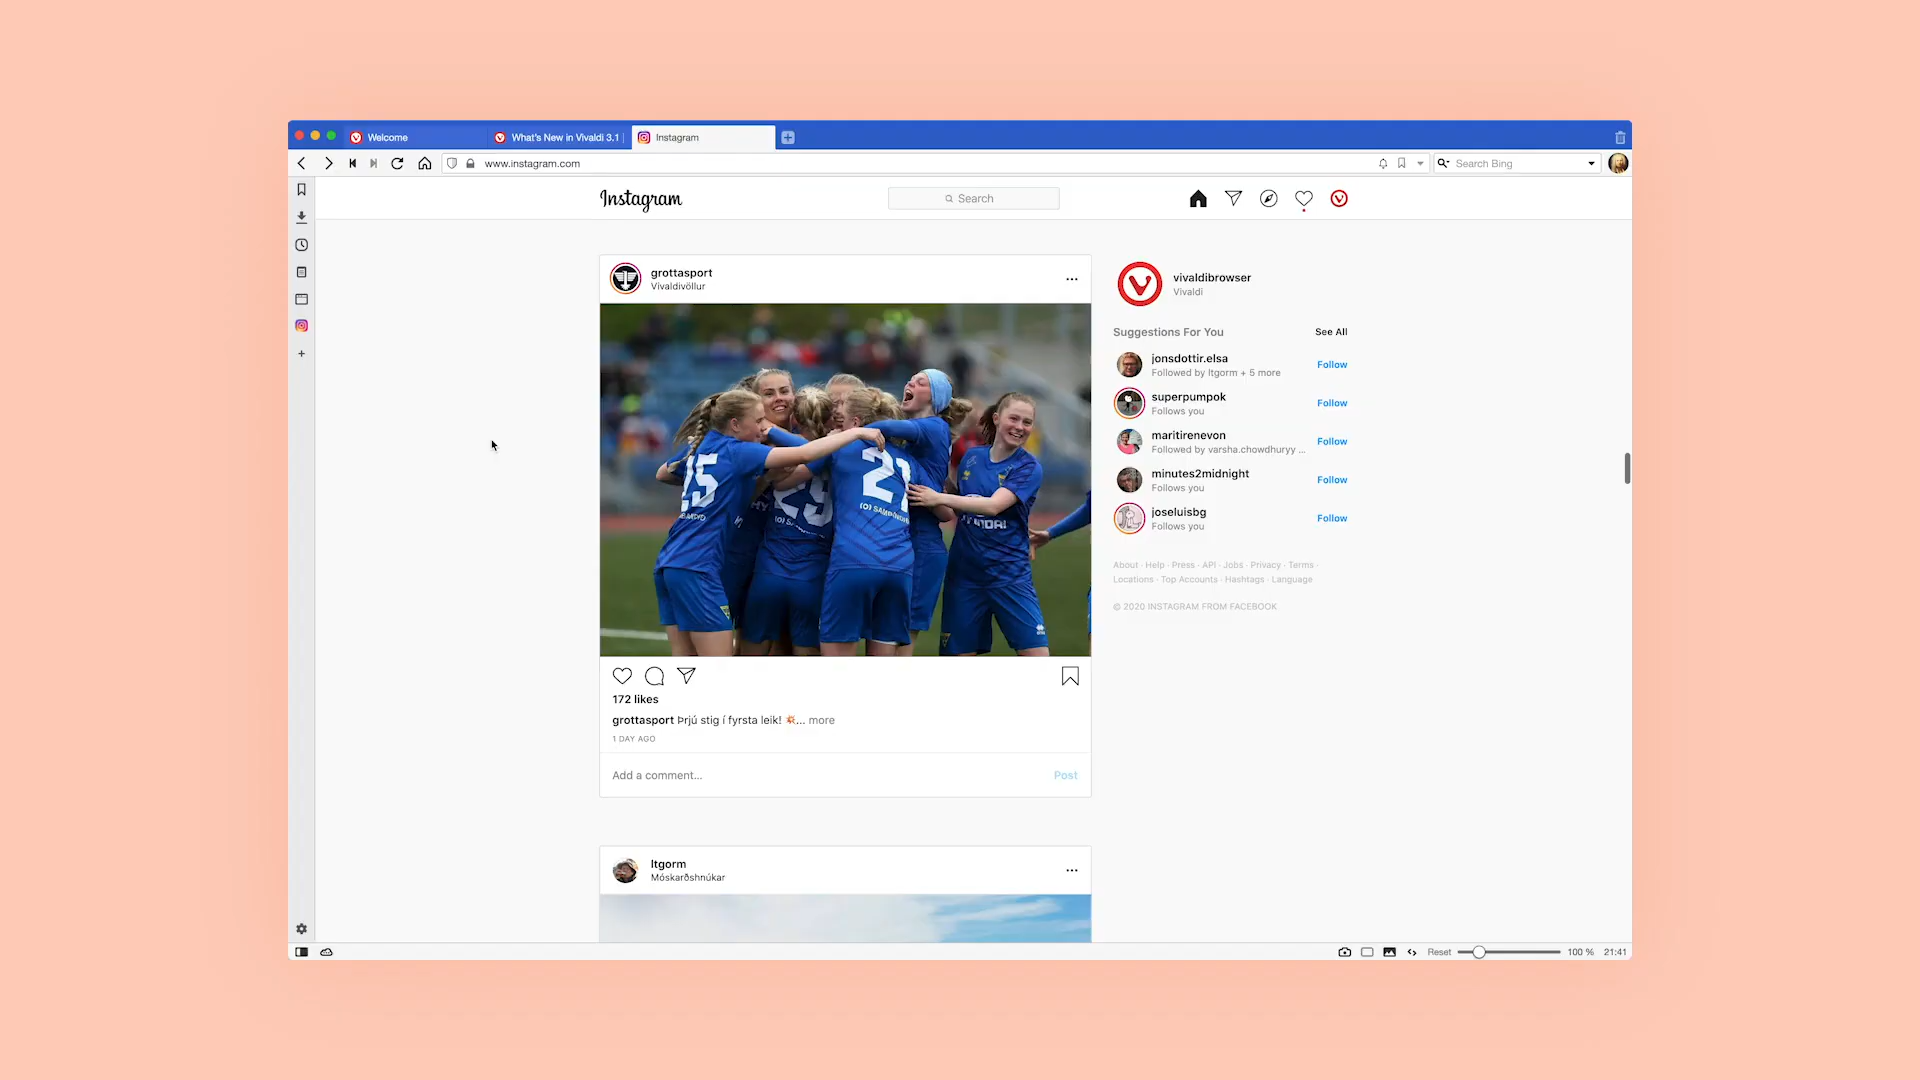 Welcome
What's New in Vivaldi 3.1 |
Instagram
www.instagram.com
Search Bing
Instagram
Search
grottasport
Vivaldivöllur
25
21
172 likes
grottasport Þrjú stig í fyrsta leik! 💥... more
1 DAY AGO
Add a comment...
Post
ltgorm
Móskarðshnúkar
vivaldibrowser
Vivaldi
Suggestions For You
See All
jonsdottir.elsa
Followed by ltgorm + 5 more
Follow
superpumpok
Follows you
Follow
maritirenevon
Followed by varsha.chowdhuryy ...
Follow
minutes2midnight
Follows you
Follow
joseluisbg
Follows you
Follow
About · Help · Press · API · Jobs · Privacy · Terms ·
Locations · Top Accounts · Hashtags · Language
© 2020 INSTAGRAM FROM FACEBOOK
Reset
100 %
21:41